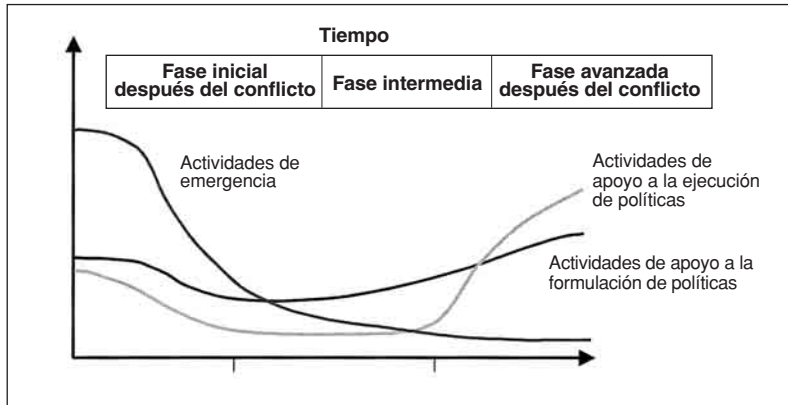 Tiempo
Fase inicial
después del conflicto
Fase intermedia
Fase avanzada
después del conflicto
Actividades de
emergencia
Actividades de
apoyo a la ejecución
de políticas
Actividades de apoyo a la
formulación de políticas